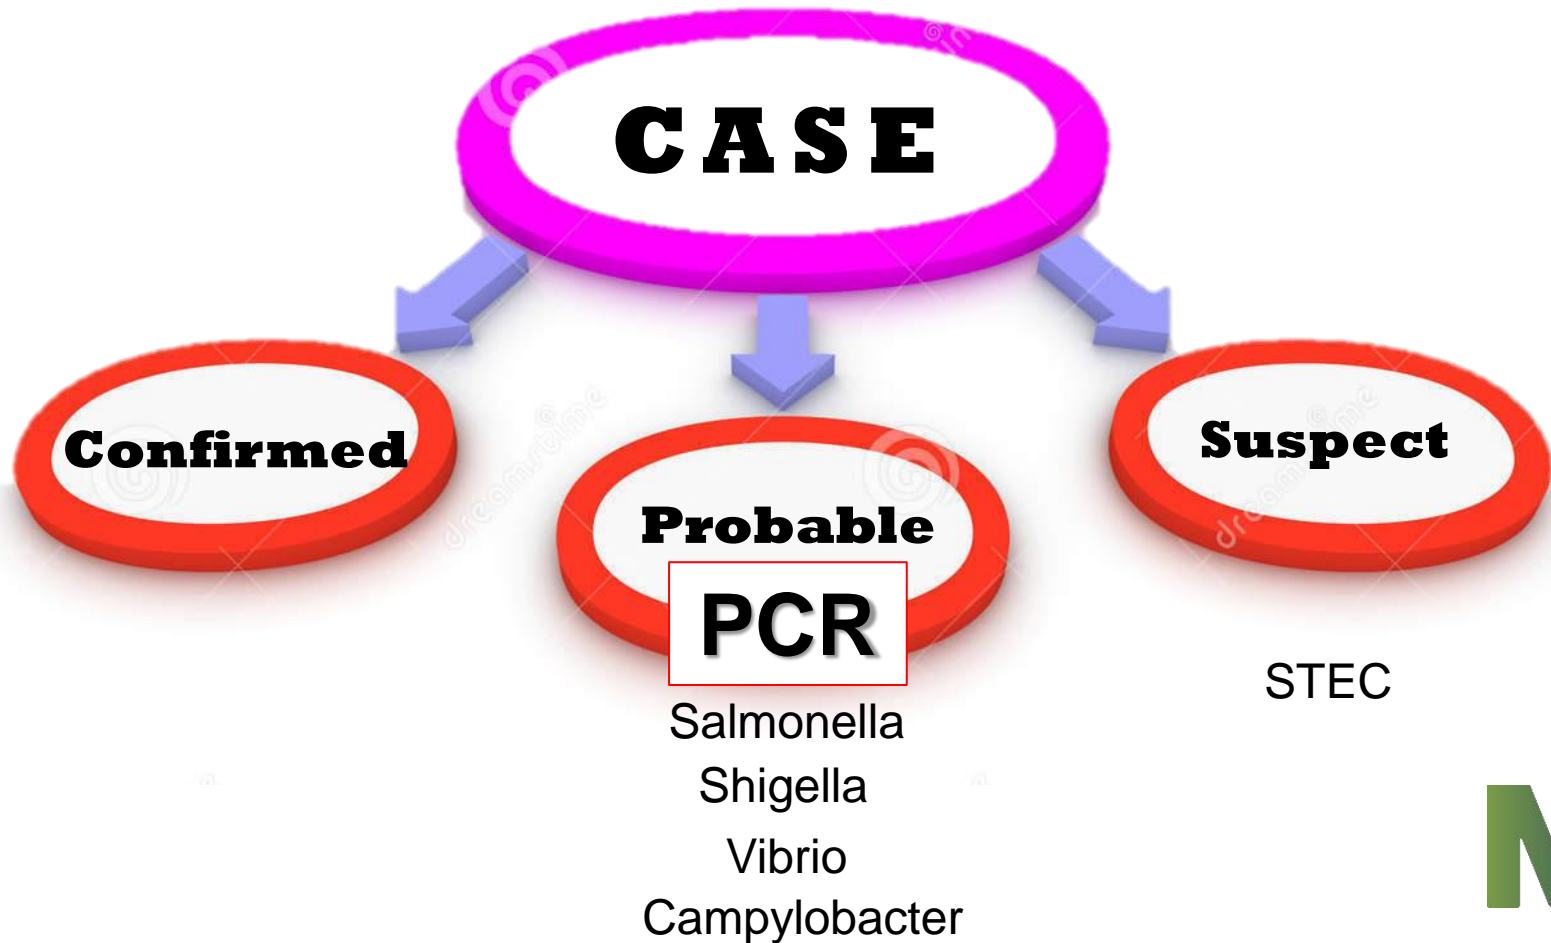 CASE
Confirmed
Suspect
Probable
PCR
STEC
Salmonella
Shigella
Vibrio
Campylobacter